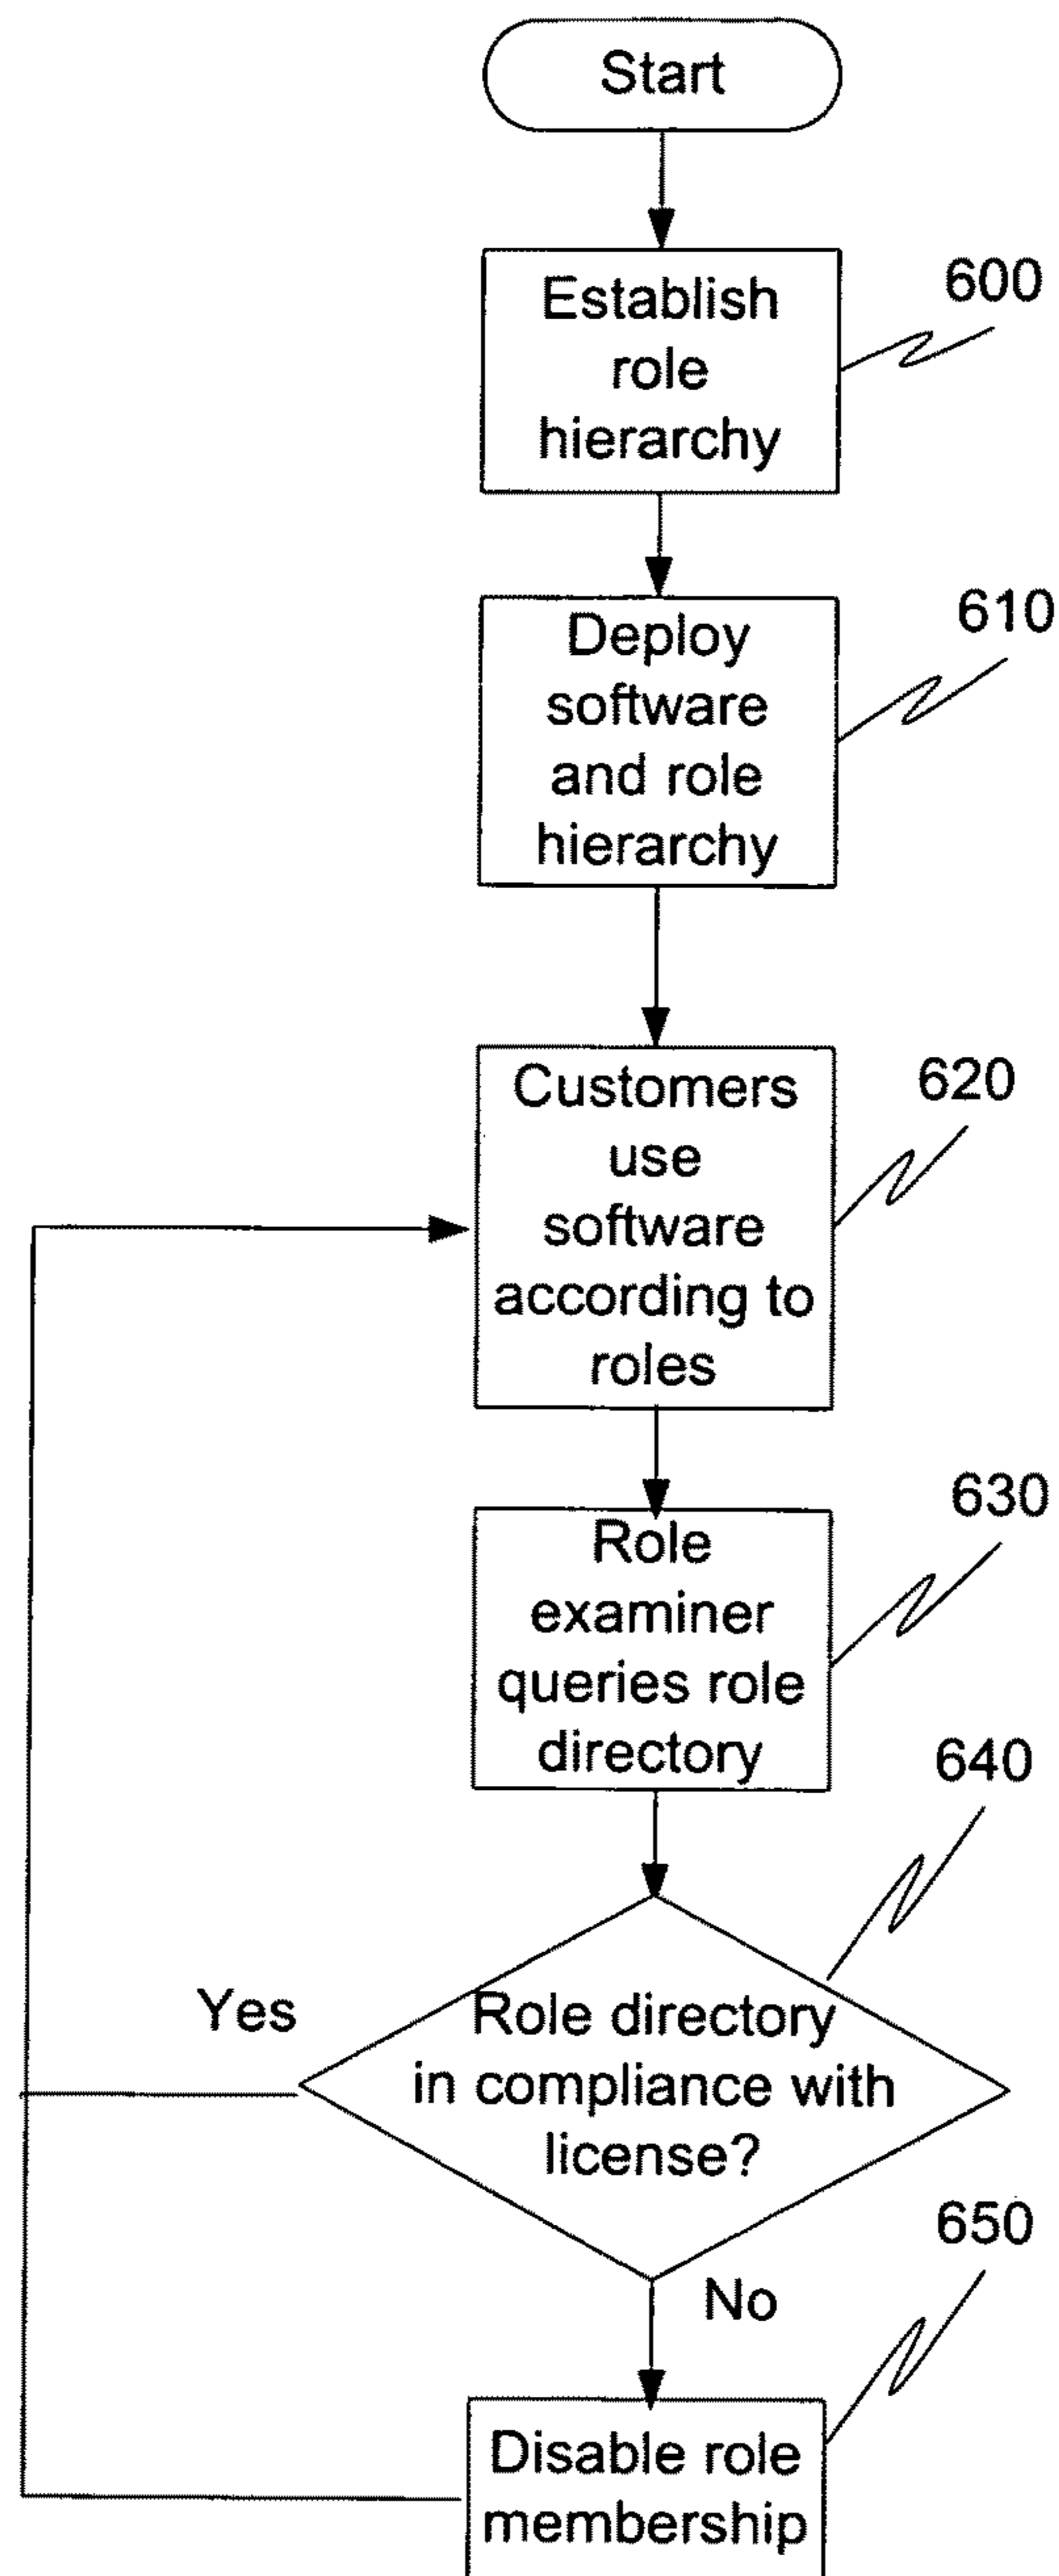 Start
Establish
role
hierarchy
600
Deploy
software
and role
hierarchy
610
Customers
use
software
according to
roles
620
Role
examiner
queries role
directory
630
640
Yes
Role directory
in compliance with
license?
No
650
Disable role
membership